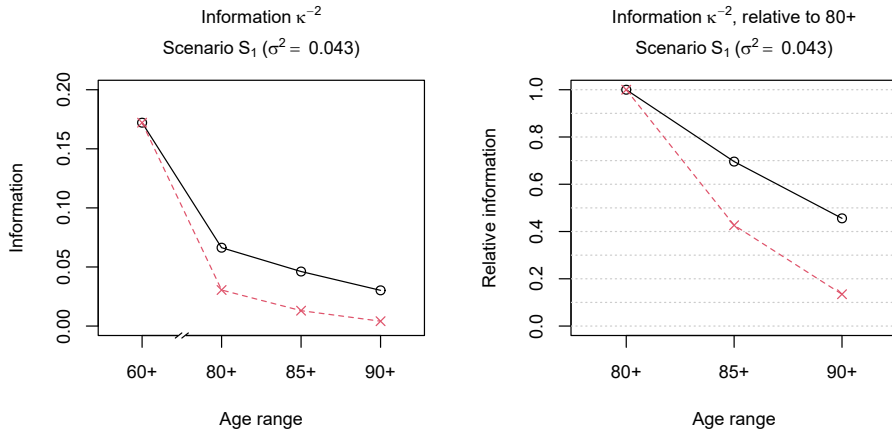 Information κ⁻²
Scenario S₁ (σ² = 0.043)
0.20
0.15
0.10
0.05
0.00
Information
60+ 80+ 85+ 90+
Age range
Information κ⁻², relative to 80+
Scenario S₁ (σ² = 0.043)
1.0
0.8
0.6
0.4
0.2
0.0
Relative information
80+ 85+ 90+
Age range